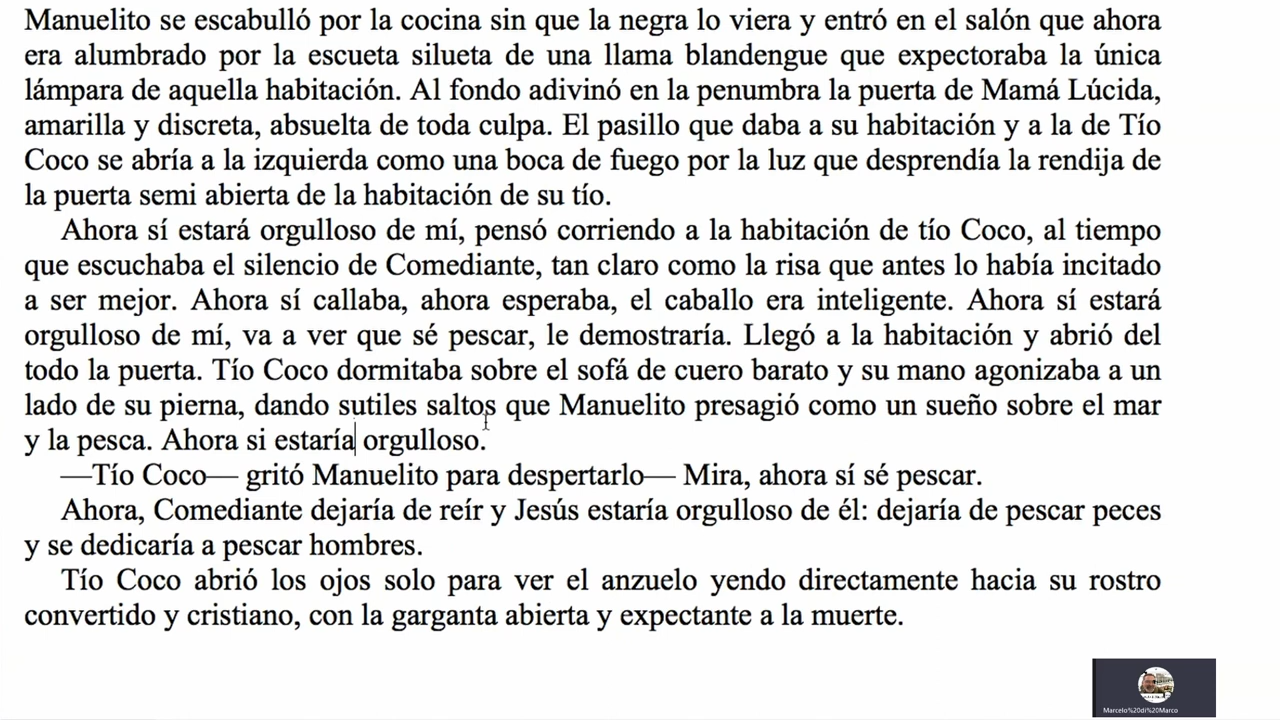 Manuelito se escabulló por la cocina sin que la negra lo viera y entró en el salón que ahora
era alumbrado por la escueta silueta de una llama blandengue que expectoraba la única
lámpara de aquella habitación. Al fondo adivinó en la penumbra la puerta de Mamá Lúcida,
amarilla y discreta, absuelta de toda culpa. El pasillo que daba a su habitación y a la de Tío
Coco se abría a la izquierda como una boca de fuego por la luz que desprendía la rendija de
la puerta semi abierta de la habitación de su tío.
Ahora sí estará orgulloso de mí, pensó corriendo a la habitación de tío Coco, al tiempo
que escuchaba el silencio de Comediante, tan claro como la risa que antes lo había incitado
a ser mejor. Ahora sí callaba, ahora esperaba, el caballo era inteligente. Ahora sí estará
orgulloso de mí, va a ver que sé pescar, le demostraría. Llegó a la habitación y abrió del
todo la puerta. Tío Coco dormitaba sobre el sofá de cuero barato y su mano agonizaba a un
lado de su pierna, dando sutiles saltos que Manuelito presagió como un sueño sobre el mar
y la pesca. Ahora si estaría orgulloso.
—Tío Coco— gritó Manuelito para despertarlo— Mira, ahora sí sé pescar.
Ahora, Comediante dejaría de reír y Jesús estaría orgulloso de él: dejaría de pescar peces
y se dedicaría a pescar hombres.
Tío Coco abrió los ojos solo para ver el anzuelo yendo directamente hacia su rostro
convertido y cristiano, con la garganta abierta y expectante a la muerte.
Marcelo%20di%20Marco